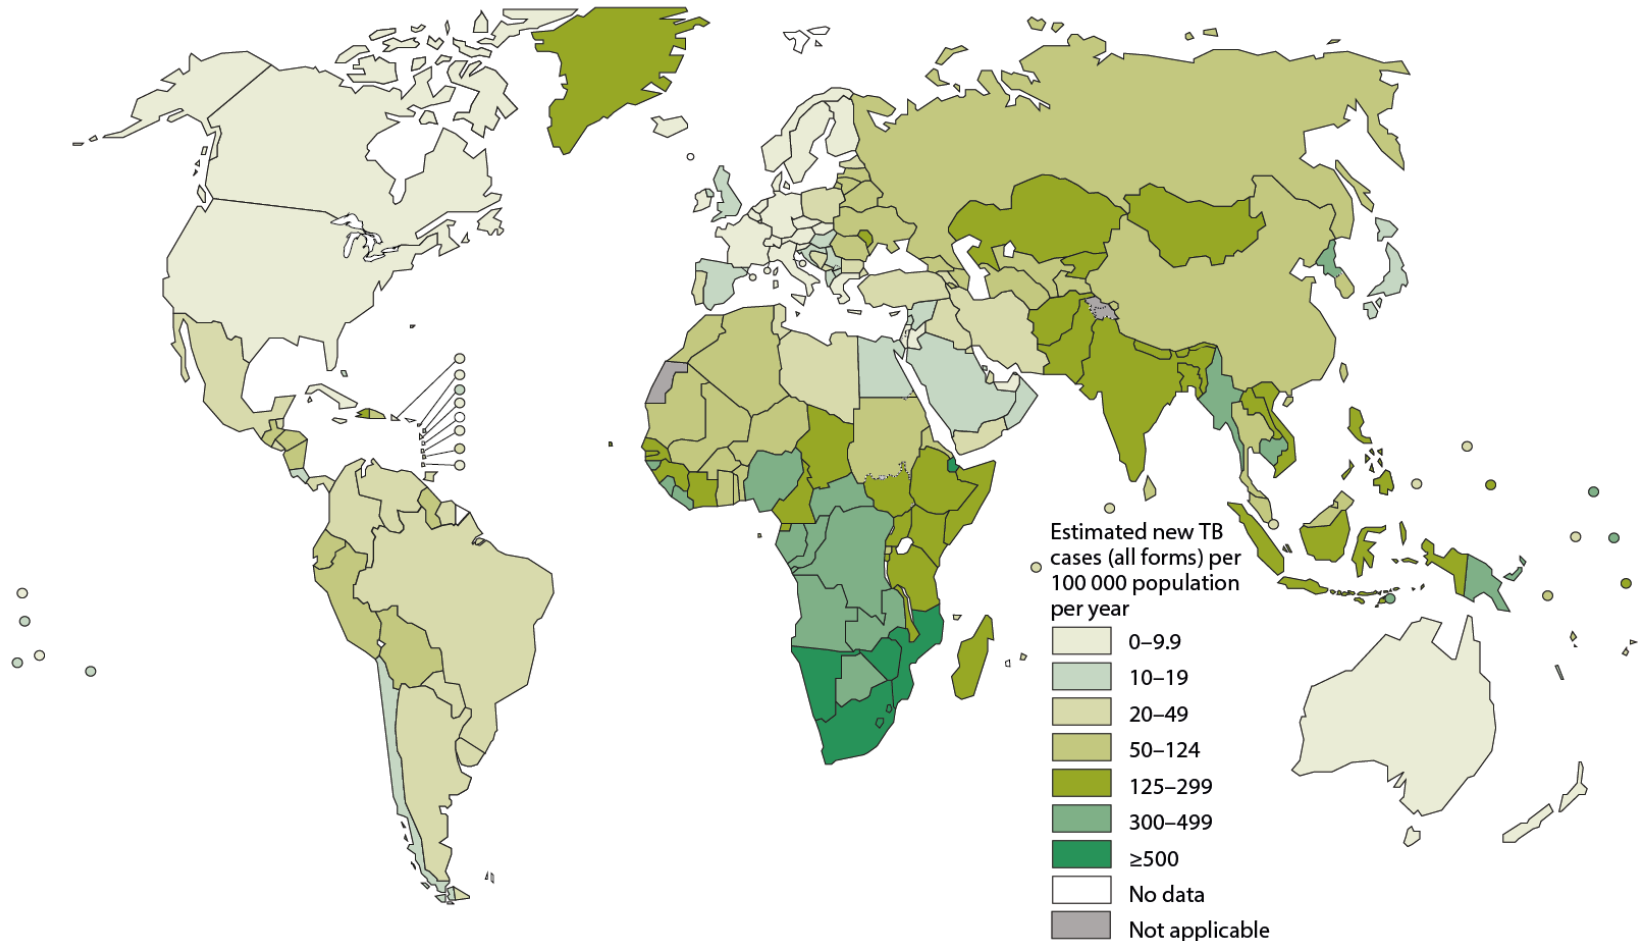 Estimated new TB
cases (all forms) per
100 000 population
per year
0–9.9
10–19
20–49
50–124
125–299
300–499
≥500
No data
Not applicable